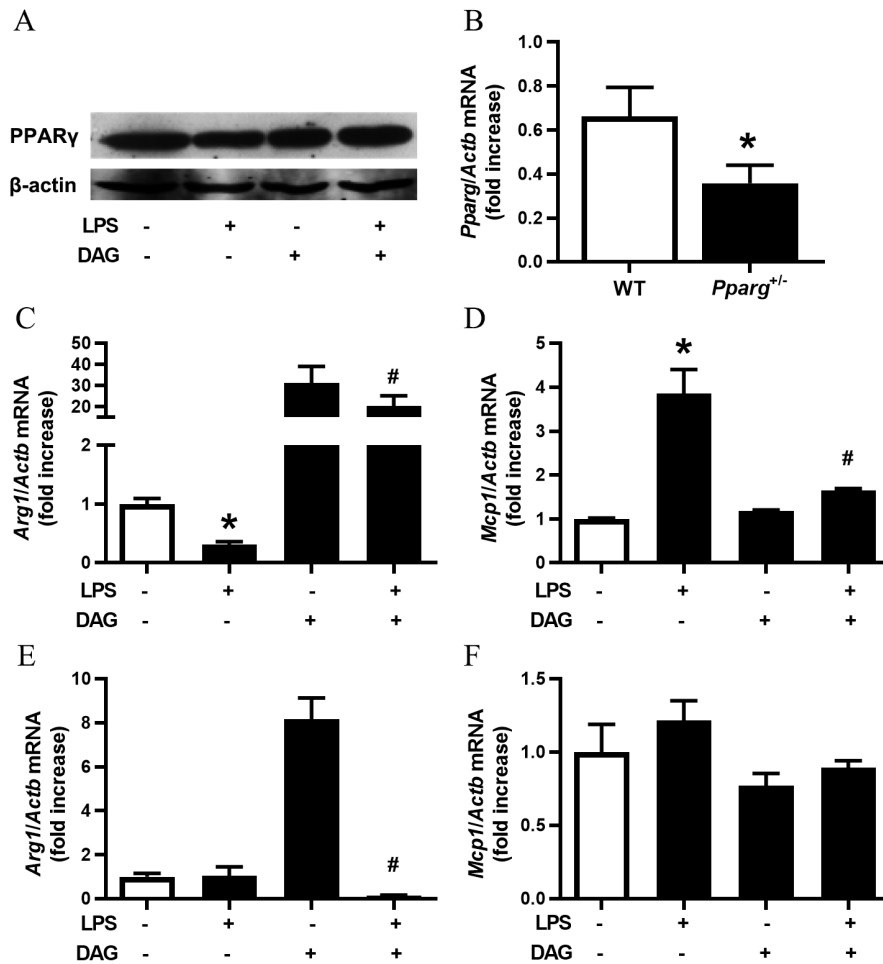 A
PPARγ
β-actin
LPS - + - +
DAG - - + +
B
Pparg/Actb mRNA
(fold increase)
1.0
0.8
0.6
0.4
0.2
0.0
*
WT Pparg+/-
C
Arg1/Actb mRNA
(fold increase)
50
40
30
20
2
1
0
*
#
LPS - + - +
DAG - - + +
D
Mcp1/Actb mRNA
(fold increase)
5
4
3
2
1
0
*
#
LPS - + - +
DAG - - + +
E
Arg1/Actb mRNA
(fold increase)
10
8
6
4
2
0
#
LPS - + - +
DAG - - + +
F
Mcp1/Actb mRNA
(fold increase)
1.5
1.0
0.5
0.0
LPS - + - +
DAG - - + +